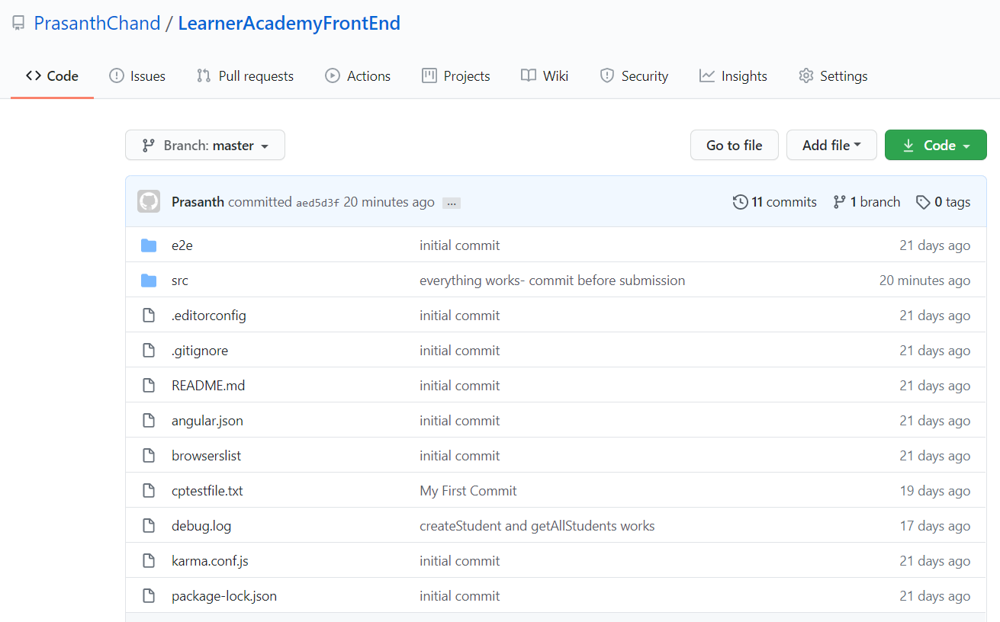 PrasanthChand / LearnerAcademyFrontEnd
Code Issues Pull requests Actions Projects Wiki Security Insights Settings
Branch: master Go to file Add file Code
Prasanth committed aed5d3f 20 minutes ago ... 11 commits 1 branch 0 tags
e2e initial commit 21 days ago
src everything works- commit before submission 20 minutes ago
.editorconfig initial commit 21 days ago
.gitignore initial commit 21 days ago
README.md initial commit 21 days ago
angular.json initial commit 21 days ago
browserslist initial commit 21 days ago
cptestfile.txt My First Commit 19 days ago
debug.log createStudent and getAllStudents works 17 days ago
karma.conf.js initial commit 21 days ago
package-lock.json initial commit 21 days ago